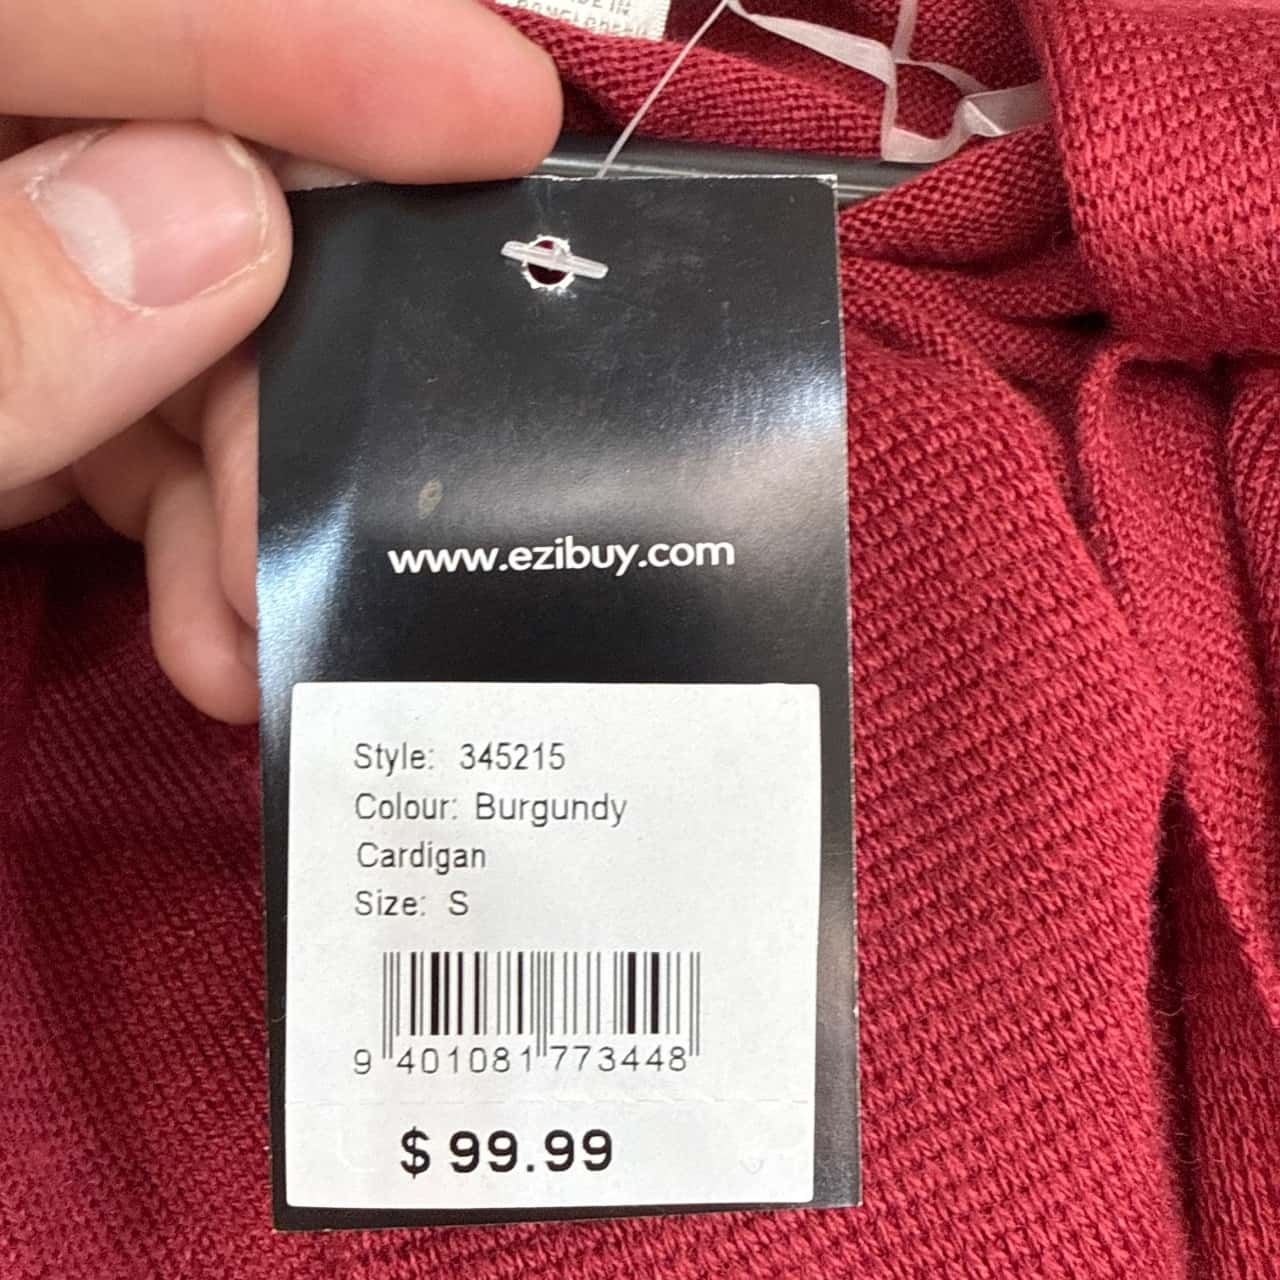 www.ezibuy.com
Style: 345215
Colour: Burgundy
Cardigan
Size: S
9 401081 773448
$ 99.99